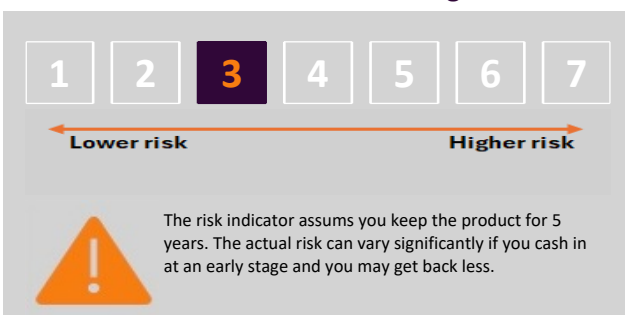 1 2 3 4 5 6 7
Lower risk Higher risk
!
The risk indicator assums you keep the product for 5
years. The actual risk can vary significantly if you cash in
at an early stage and you may get back less.